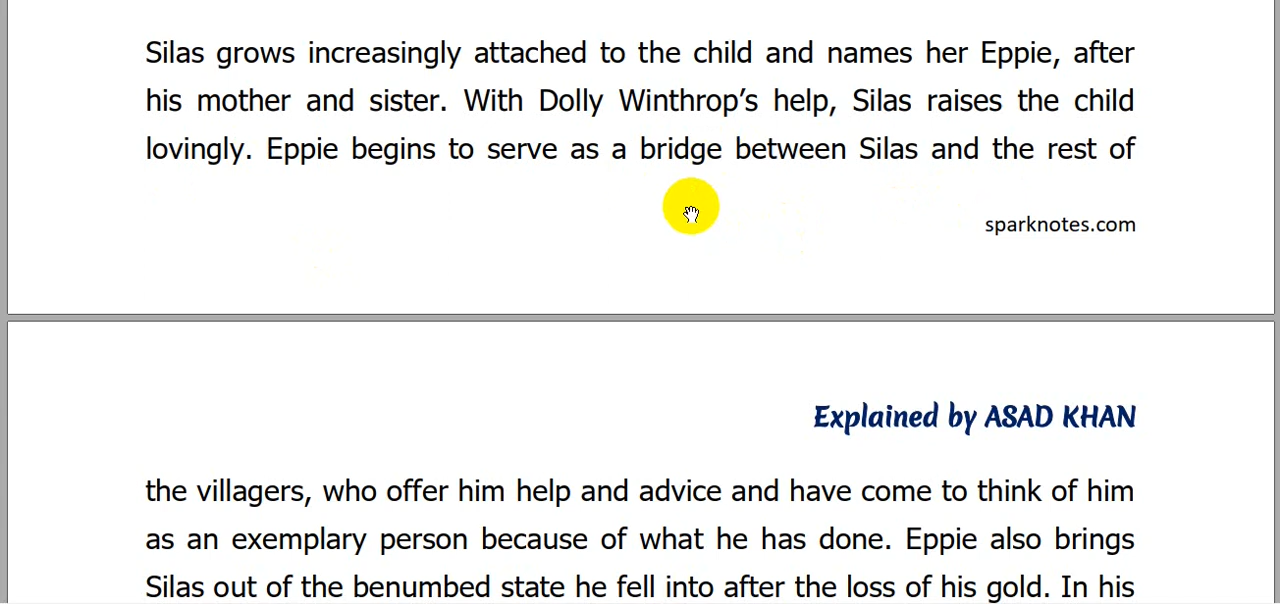 Silas grows increasingly attached to the child and names her Eppie, after
his mother and sister. With Dolly Winthrop’s help, Silas raises the child
lovingly. Eppie begins to serve as a bridge between Silas and the rest of
sparknotes.com
Explained by ASAD KHAN
the villagers, who offer him help and advice and have come to think of him
as an exemplary person because of what he has done. Eppie also brings
Silas out of the benumbed state he fell into after the loss of his gold. In his